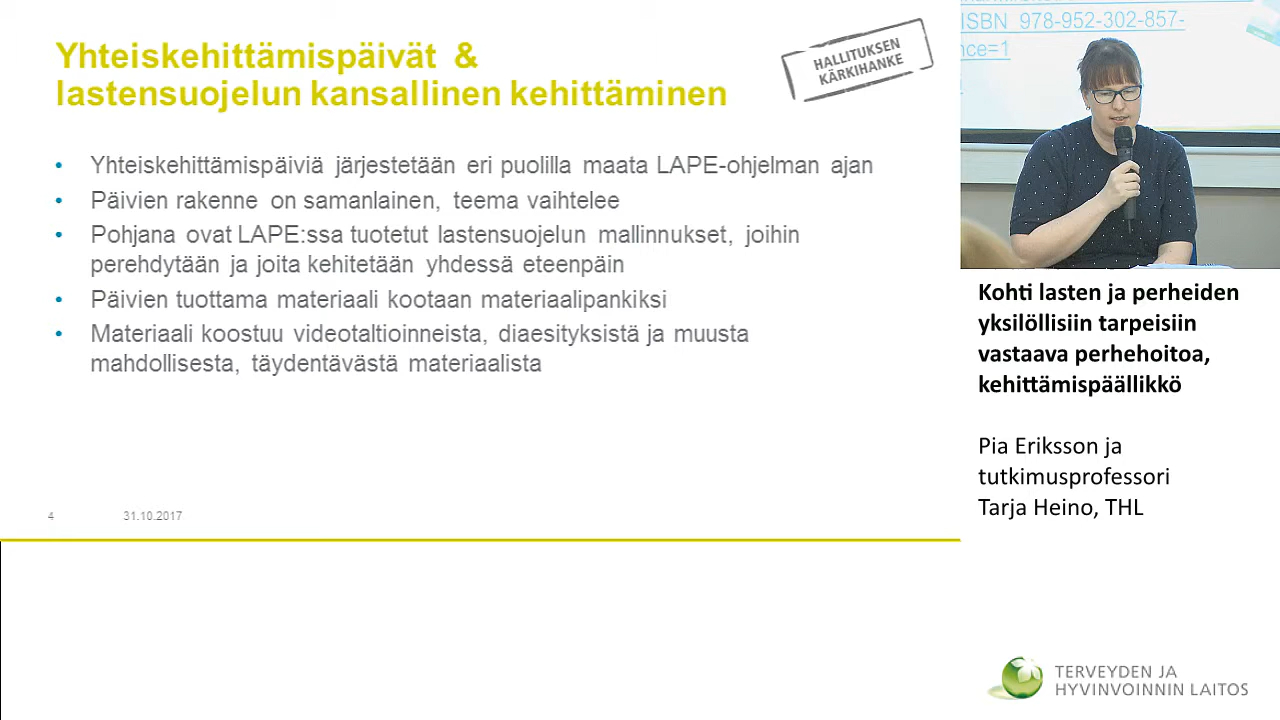 Yhteiskehittämispäivät &
lastensuojelun kansallinen kehittäminen
HALLITUKSEN
KÄRKIHANKE
• Yhteiskehittämispäiviä järjestetään eri puolilla maata LAPE-ohjelman ajan
• Päivien rakenne on samanlainen, teema vaihtelee
• Pohjana ovat LAPE:ssa tuotetut lastensuojelun mallinnukset, joihin
perehdytään ja joita kehitetään yhdessä eteenpäin
• Päivien tuottama materiaali kootaan materiaalipankiksi
• Materiaali koostuu videotaltioinneista, diaesityksistä ja muusta
mahdollisesta, täydentävästä materiaalista
4 31.10.2017
ISBN 978-952-302-857-
nce=1
Kohti lasten ja perheiden
yksilöllisiin tarpeisiin
vastaava perhehoitoa,
kehittämispäällikkö
Pia Eriksson ja
tutkimusprofessori
Tarja Heino, THL
TERVEYDEN JA
HYVINVOINNIN LAITOS